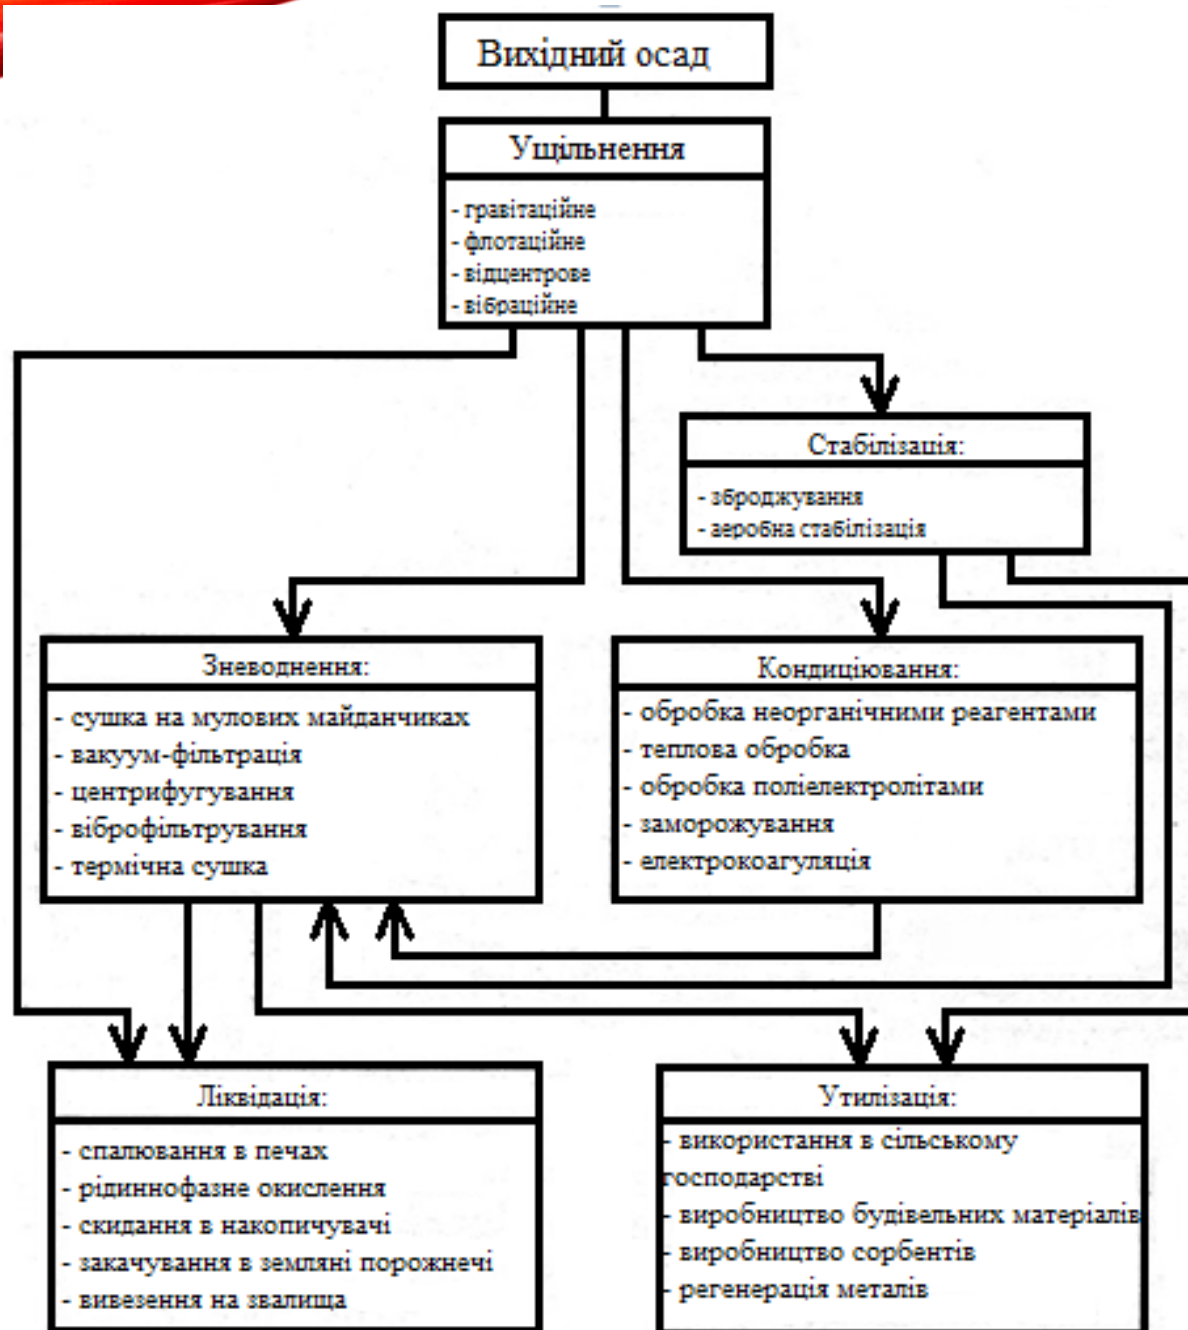 Вихідний осад
Ущільнення
- гравітаційне
- флотаційне
- відцентрове
- вібраційне
Стабілізація:
- зброджування
- аеробна стабілізація
Зневоднення:
- сушка на мулових майданчиках
- вакуум-фільтрація
- центрифугування
- віброфільтрування
- термічна сушка
Кондиціювання:
- обробка неорганічними реагентами
- теплова обробка
- обробка поліелектролітами
- заморожування
- електрокоагуляція
Ліквідація:
- спалювання в печах
- рідиннофазне окислення
- скидання в накопичувачі
- закачування в земляні порожнечі
- вивезення на звалища
Утилізація:
- використання в сільському
господарстві
- виробництво будівельних матеріалів
- виробництво сорбентів
- регенерація металів